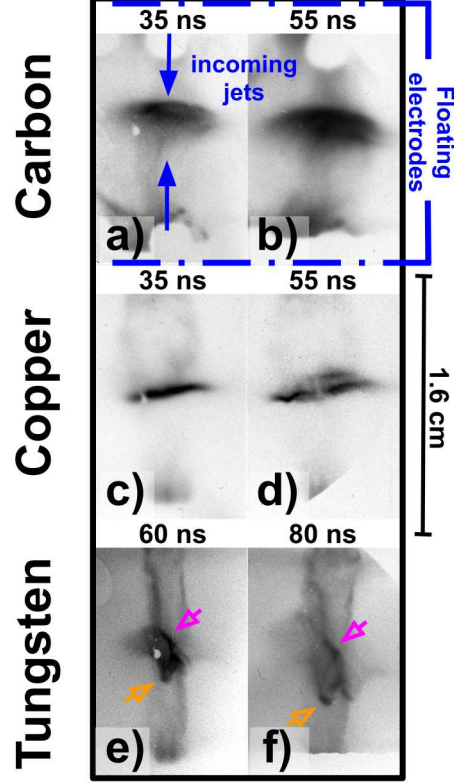 35 ns
55 ns
Carbon
incoming
jets
Floating
electrodes
a)
b)
35 ns
55 ns
Copper
1.6 cm
c)
d)
60 ns
80 ns
Tungsten
e)
f)